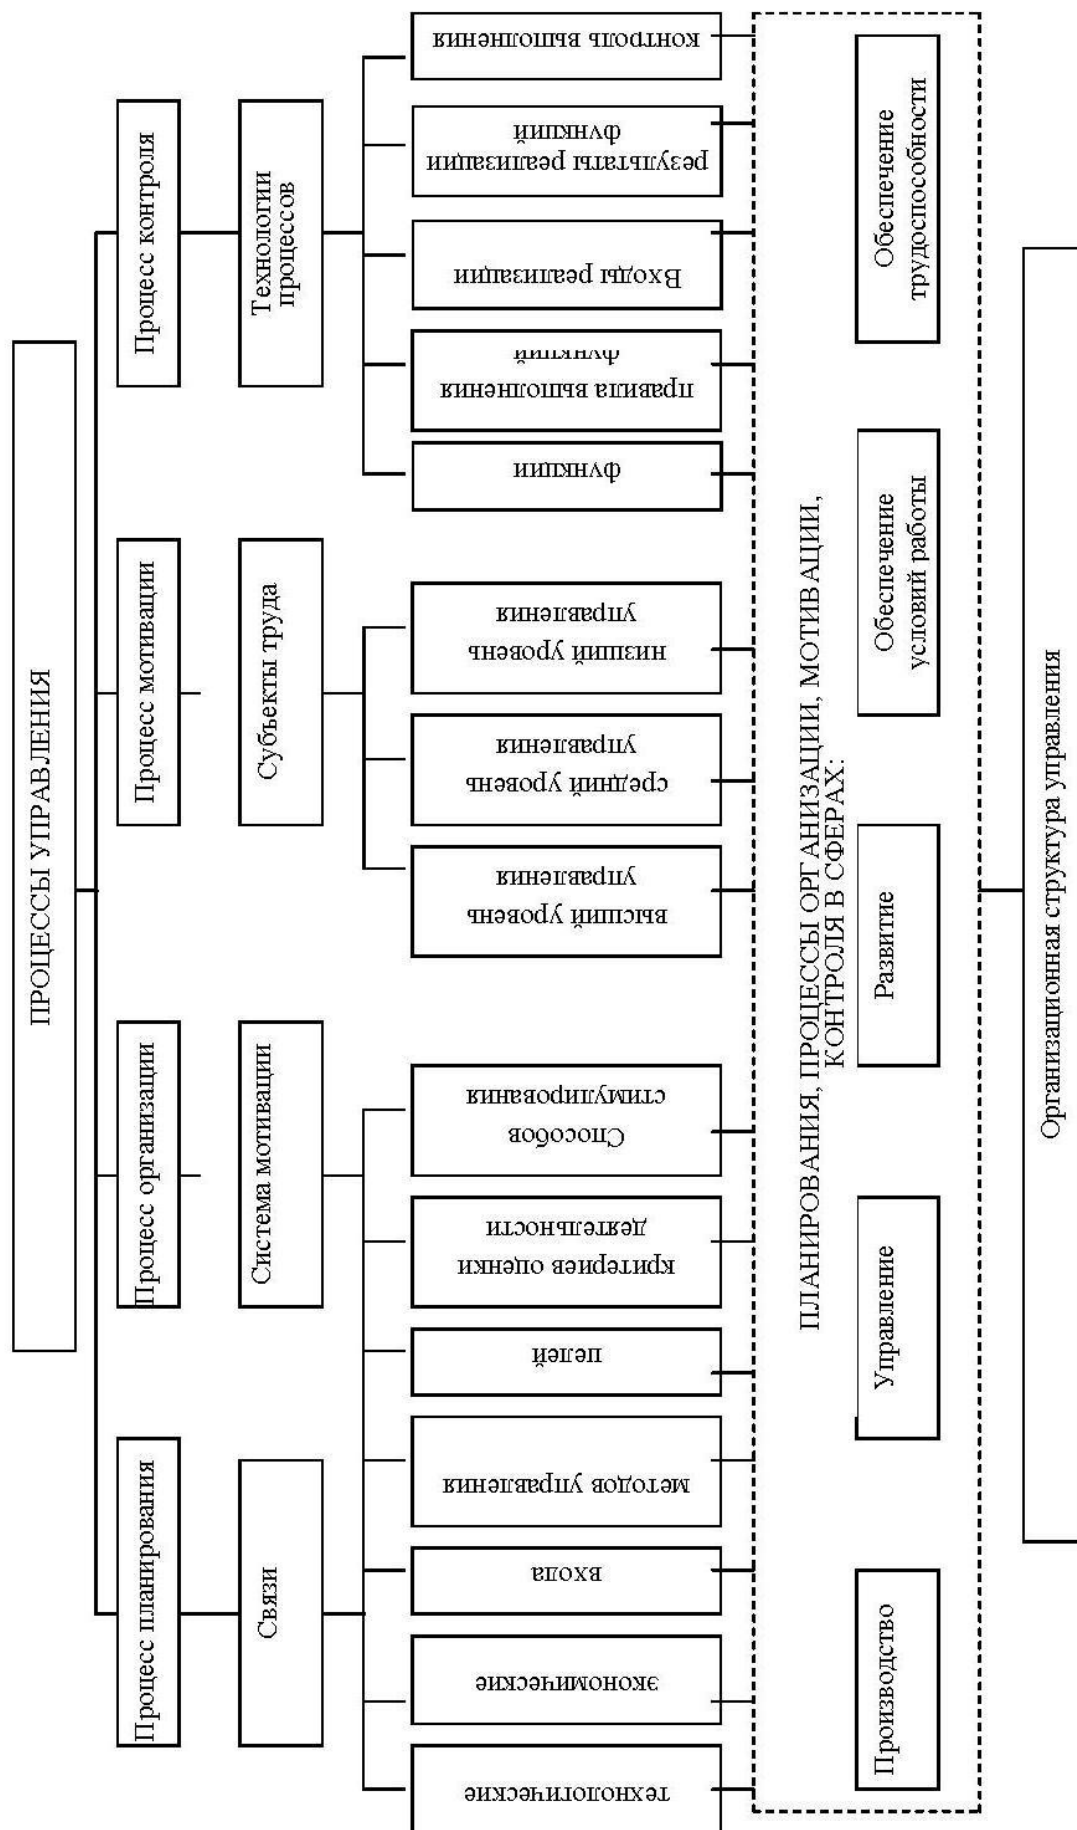 ПРОЦЕССЫ УПРАВЛЕНИЯ
Процесс планирования
Процесс организации
Процесс мотивации
Процесс контроля
Связи
Система мотивации
Субъекты труда
Технологии
процессов
технологические
экономические
входа
методов управления
целей
критериев оценки
деятельности
Способов
стимулирования
высший уровень
управления
средний уровень
управления
низший уровень
управления
функции
правила выполнения
функций
Входы реализации
результаты реализации
функций
контроль выполнения
ПЛАНИРОВАНИЯ, ПРОЦЕССЫ ОРГАНИЗАЦИИ, МОТИВАЦИИ,
КОНТРОЛЯ В СФЕРАХ:
Производство
Управление
Развитие
Обеспечение
условий работы
Обеспечение
трудоспособности
Организационная структура управления